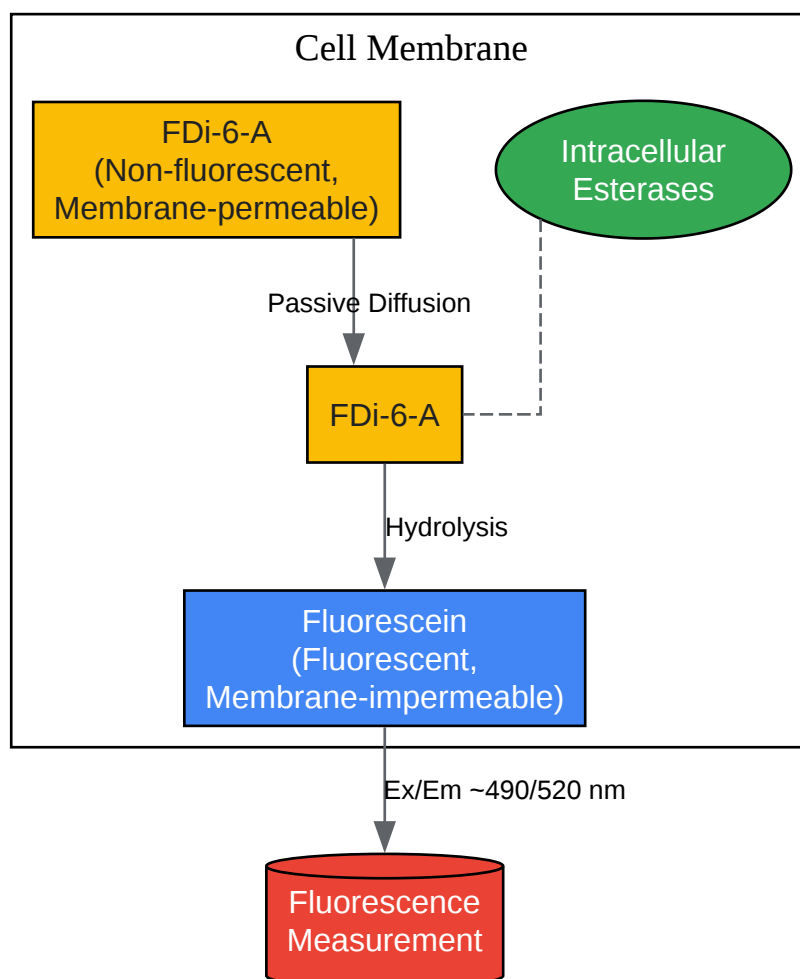 Cell Membrane
FDi-6-A
(Non-fluorescent,
Membrane-permeable)
Intracellular
Esterases
Passive Diffusion
FDi-6-A
Hydrolysis
Fluorescein
(Fluorescent,
Membrane-impermeable)
Ex/Em ~490/520 nm
Fluorescence
Measurement